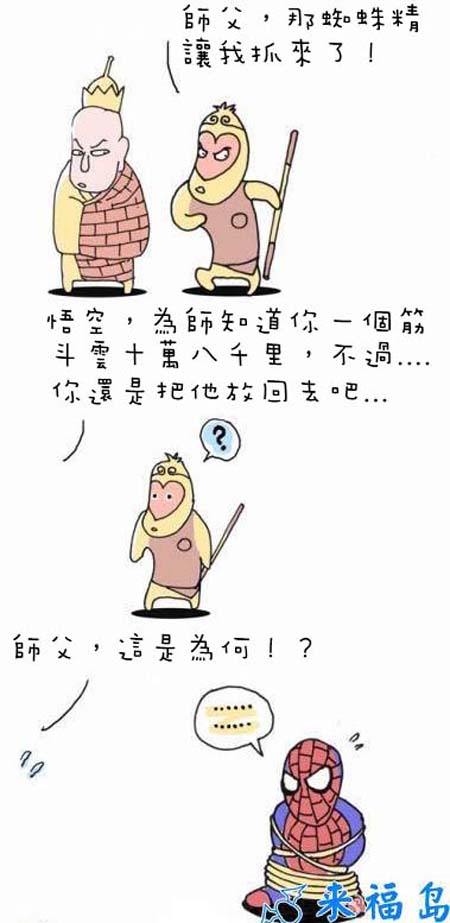 師父，那蜘蛛精
讓我抓來了！
悟空，為師知道你一個筋
斗雲十萬八千里，不過....
你還是把他放回去吧...
?
師父，這是為何！？
......
......
来福岛